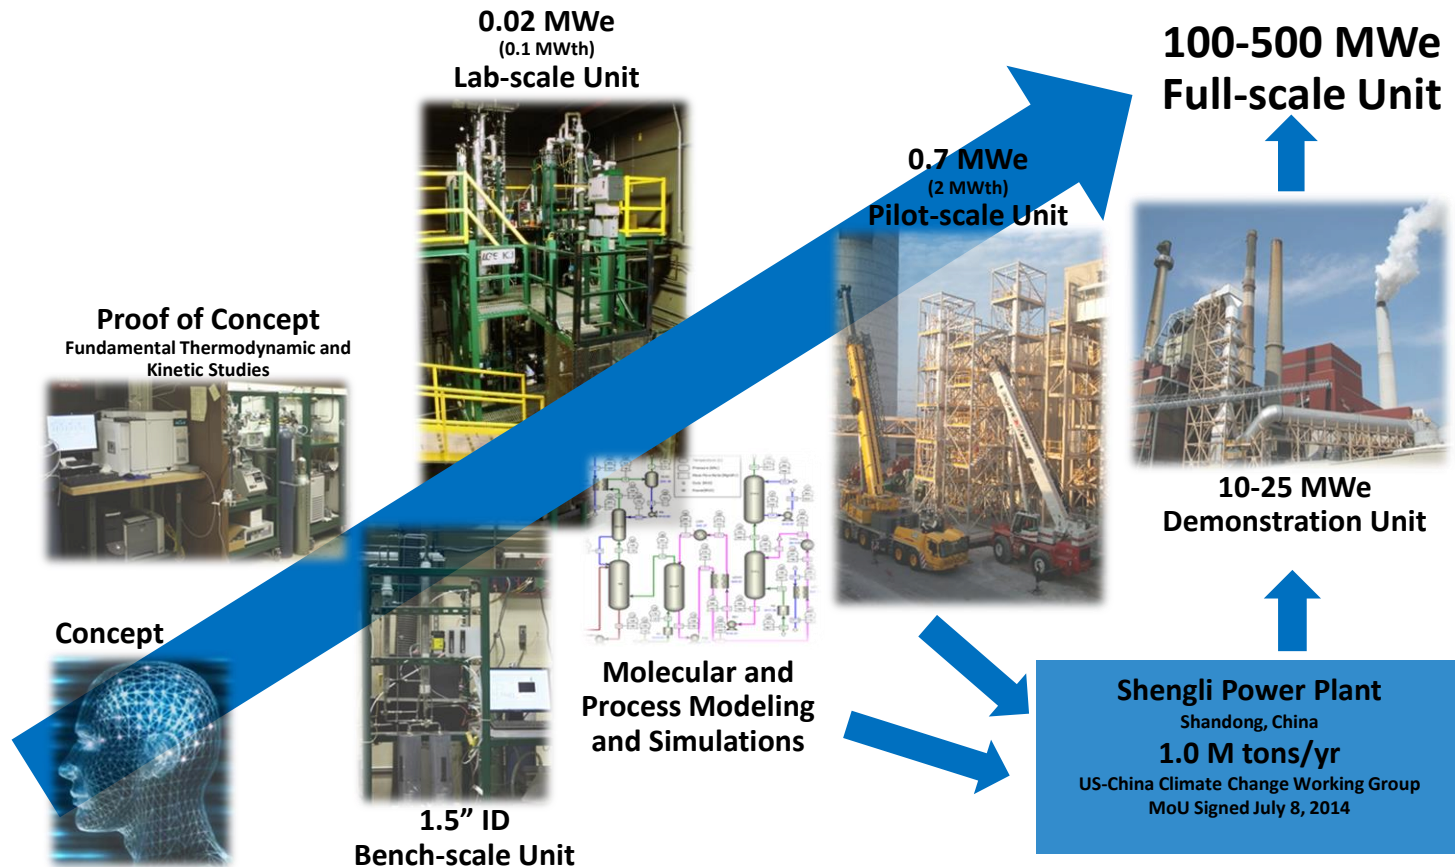 0.02 MWe
(0.1 MWth)
Lab-scale Unit
100-500 MWe
Full-scale Unit
0.7 MWe
(2 MWth)
Pilot-scale Unit
Proof of Concept
Fundamental Thermodynamic and
Kinetic Studies
10-25 MWe
Demonstration Unit
Concept
Molecular and
Process Modeling
and Simulations
Shengli Power Plant
Shandong, China
1.0 M tons/yr
US-China Climate Change Working Group
MoU Signed July 8, 2014
1.5” ID
Bench-scale Unit